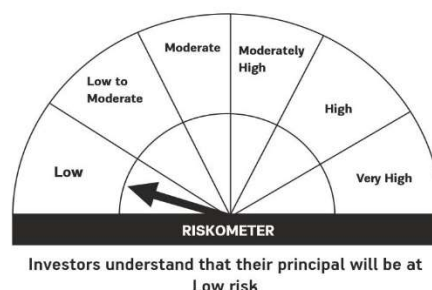 Moderate
Moderately
High
Low to
Moderate
High
Low
Very High
RISKOMETER
Investors understand that their principal will be at
Low risk